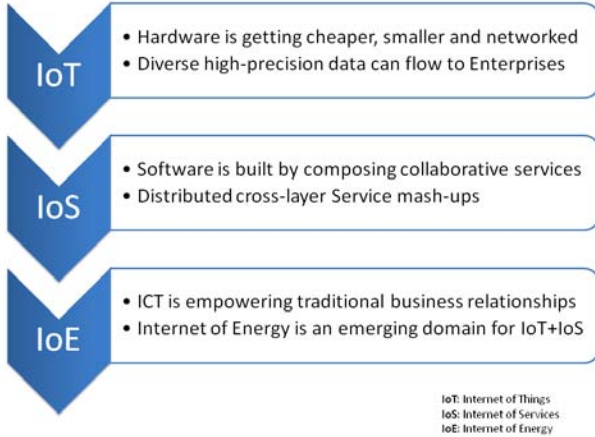 IoT
• Hardware is getting cheaper, smaller and networked
• Diverse high-precision data can flow to Enterprises
IoS
• Software is built by composing collaborative services
• Distributed cross-layer Service mash-ups
IoE
• ICT is empowering traditional business relationships
• Internet of Energy is an emerging domain for IoT+IoS
IoT: Internet of Things
IoS: Internet of Services
IoE: Internet of Energy